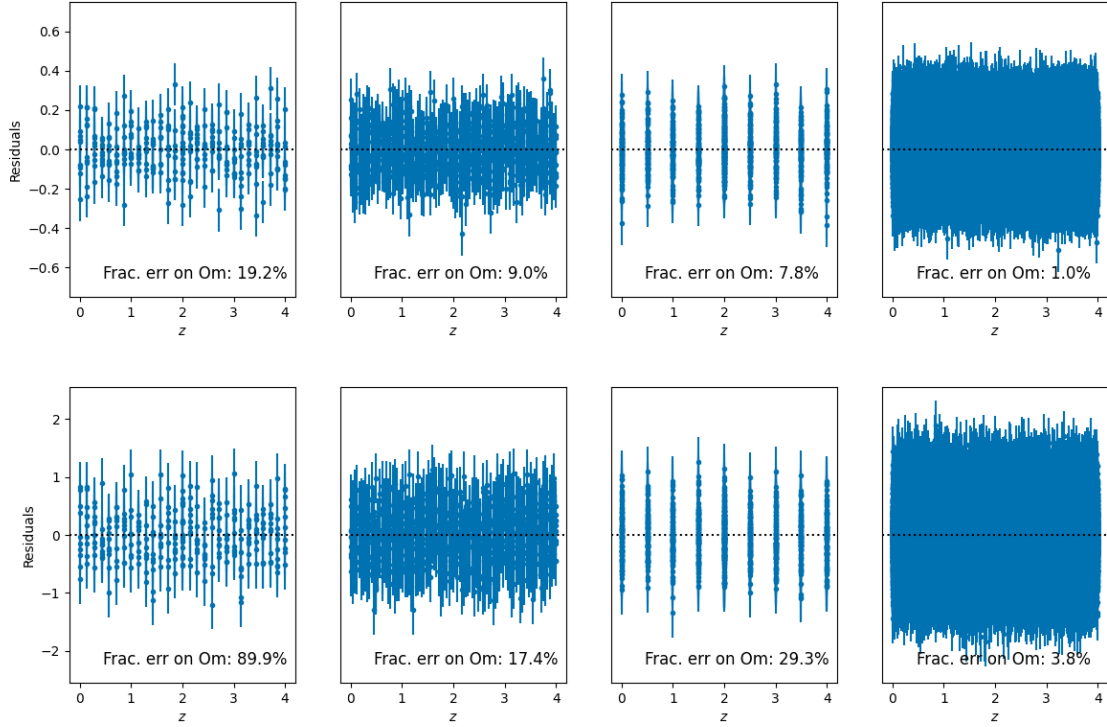 0.6
0.4
0.2
0.0
−0.2
−0.4
−0.6
Residuals
Frac. err on Om: 19.2%
Frac. err on Om: 9.0%
Frac. err on Om: 7.8%
Frac. err on Om: 1.0%
0 1 2 3 4
0 1 2 3 4
0 1 2 3 4
0 1 2 3 4
z
z
z
z
2
1
0
−1
−2
Residuals
Frac. err on Om: 89.9%
Frac. err on Om: 17.4%
Frac. err on Om: 29.3%
Frac. err on Om: 3.8%
0 1 2 3 4
0 1 2 3 4
0 1 2 3 4
0 1 2 3 4
z
z
z
z